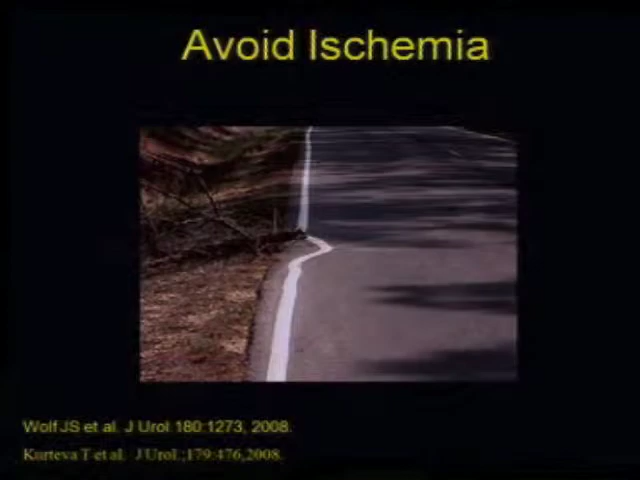 Avoid Ischemia
Wolf JS et al. J Urol 180:1273, 2008.
Kurteva T et al. J Urol.;179:476,2008.